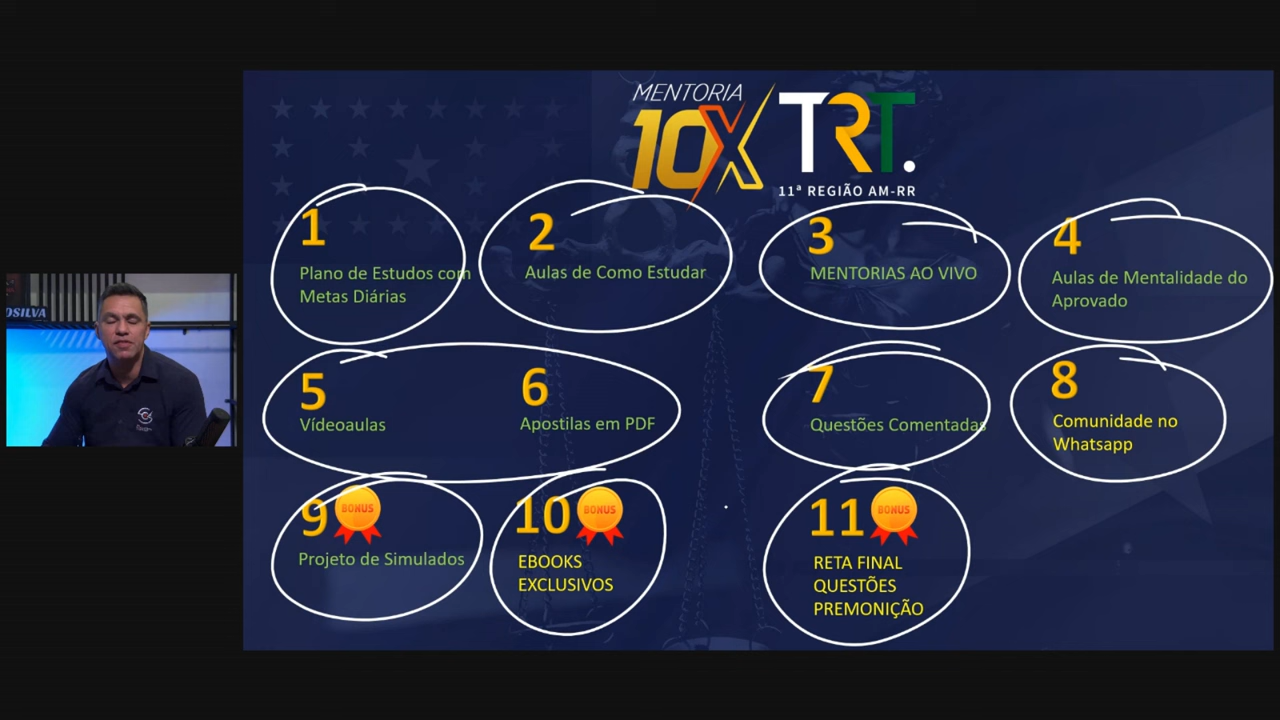 MENTORIA
10X
TRT.
11ª REGIÃO AM-RR
1
Plano de Estudos com
Metas Diárias
2
Aulas de Como Estudar
3
MENTORIAS AO VIVO
4
Aulas de Mentalidade do
Aprovado
5
Vídeoaulas
6
Apostilas em PDF
7
Questões Comentadas
8
Comunidade no
Whatsapp
9
BONUS
Projeto de Simulados
10
BONUS
EBOOKS
EXCLUSIVOS
11
BONUS
RETA FINAL
QUESTÕES
PREMONIÇÃO
OSILVA